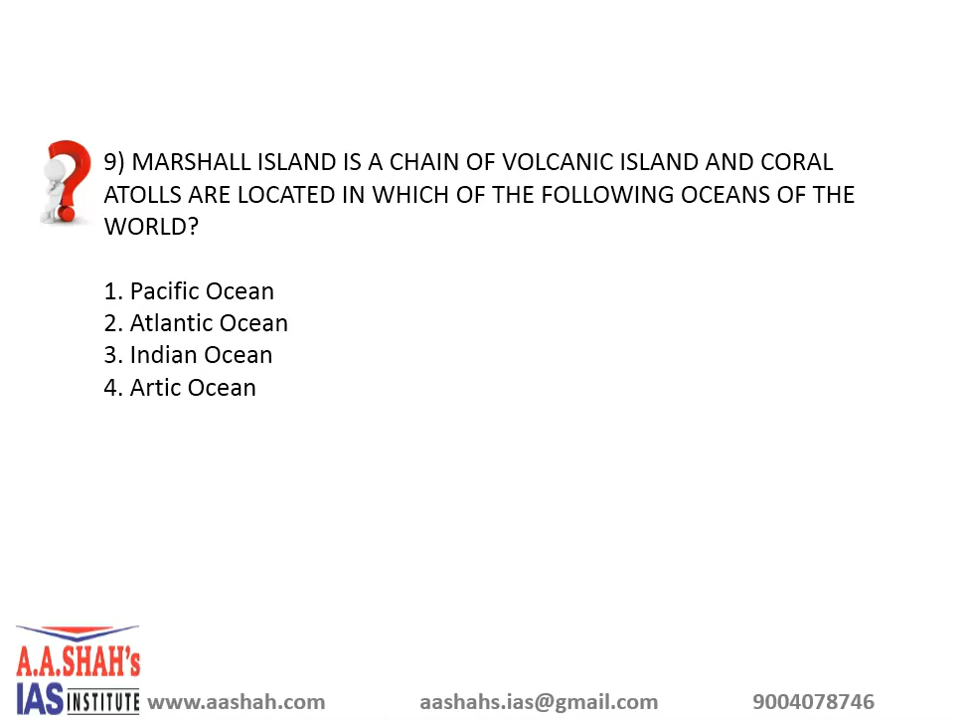 9) MARSHALL ISLAND IS A CHAIN OF VOLCANIC ISLAND AND CORAL
ATOLLS ARE LOCATED IN WHICH OF THE FOLLOWING OCEANS OF THE
WORLD?
1. Pacific Ocean
2. Atlantic Ocean
3. Indian Ocean
4. Artic Ocean
A.A.SHAH's
IAS INSTITUTE
www.aashah.com aashahs.ias@gmail.com 9004078746